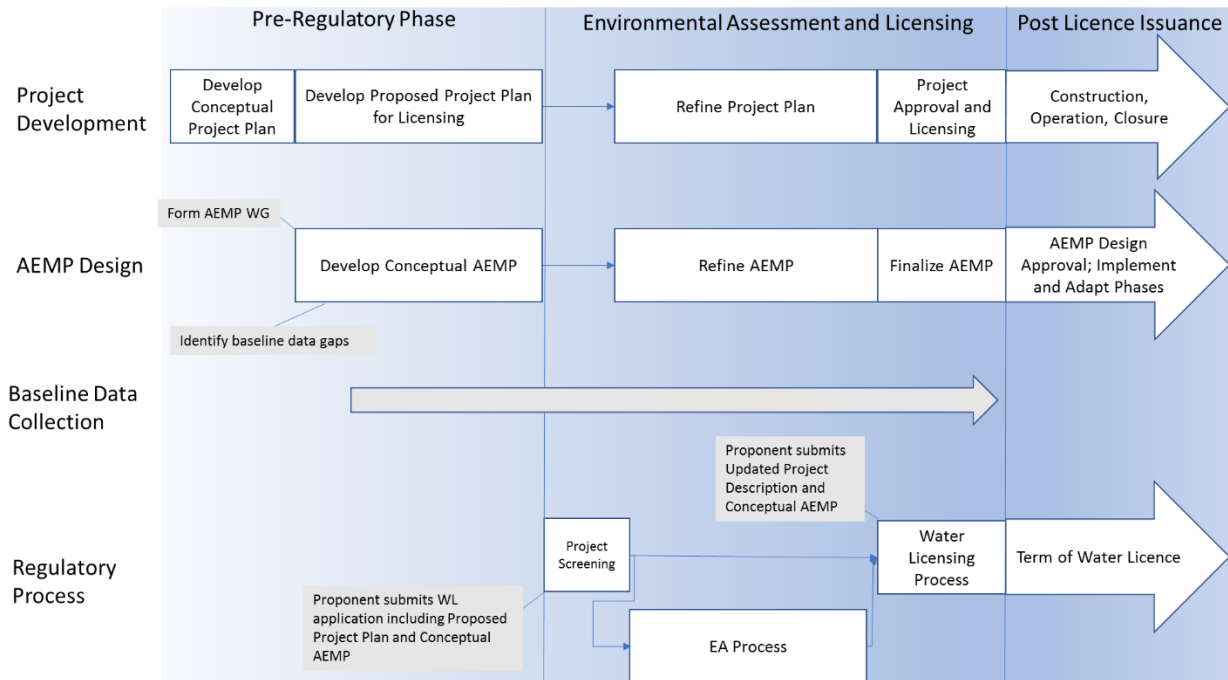 Pre-Regulatory Phase
Environmental Assessment and Licensing
Post Licence Issuance
Project
Development
Develop
Conceptual
Project Plan
Develop Proposed Project Plan
for Licensing
Refine Project Plan
Project
Approval and
Licensing
Construction,
Operation, Closure
Form AEMP WG
AEMP Design
Develop Conceptual AEMP
Refine AEMP
Finalize AEMP
AEMP Design
Approval; Implement
and Adapt Phases
Identify baseline data gaps
Baseline Data
Collection
Proponent submits
Updated Project
Description and
Conceptual AEMP
Regulatory
Process
Project
Screening
Water
Licensing
Process
Term of Water Licence
Proponent submits WL
application including Proposed
Project Plan and Conceptual
AEMP
EA Process